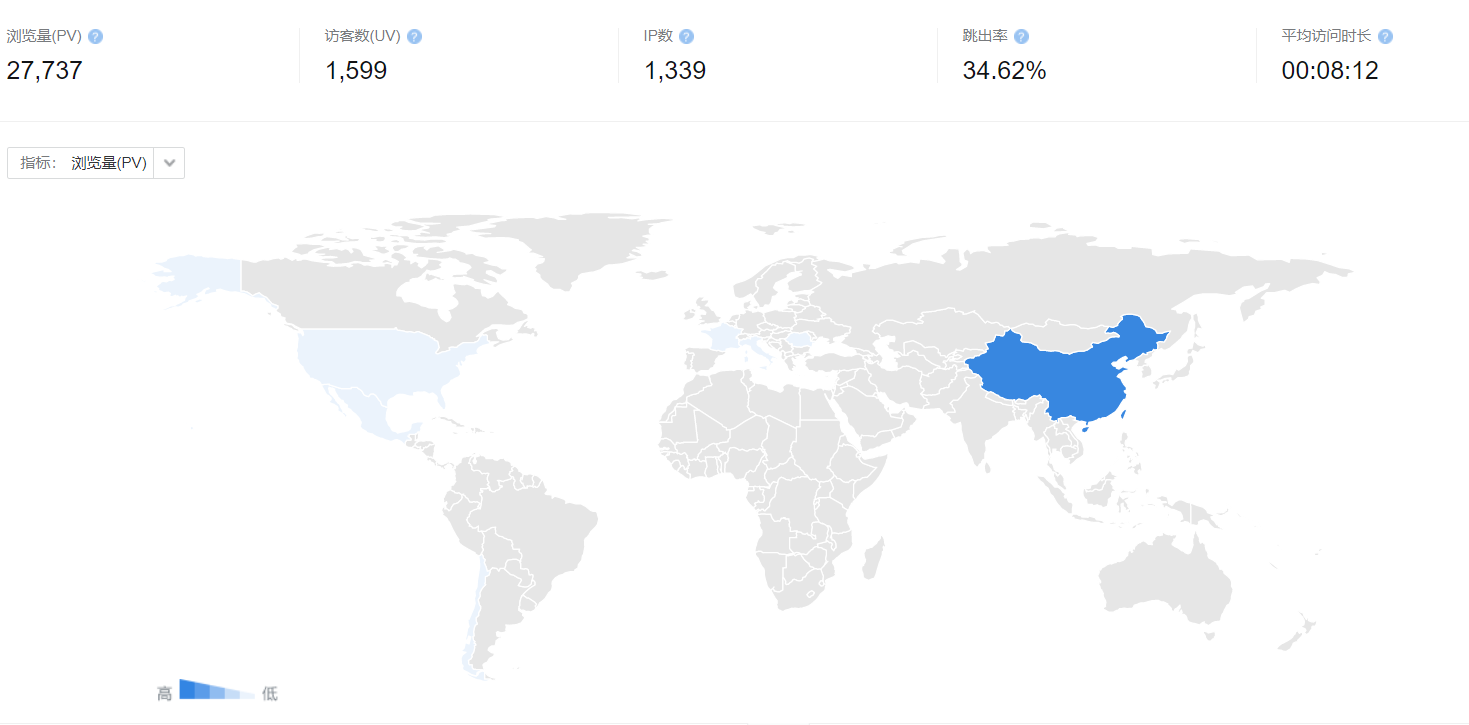 浏览量(PV) ? 访客数(UV) ? IP数 ? 跳出率 ? 平均访问时长 ?
27,737 1,599 1,339 34.62% 00:08:12
指标： 浏览量(PV)
高 低